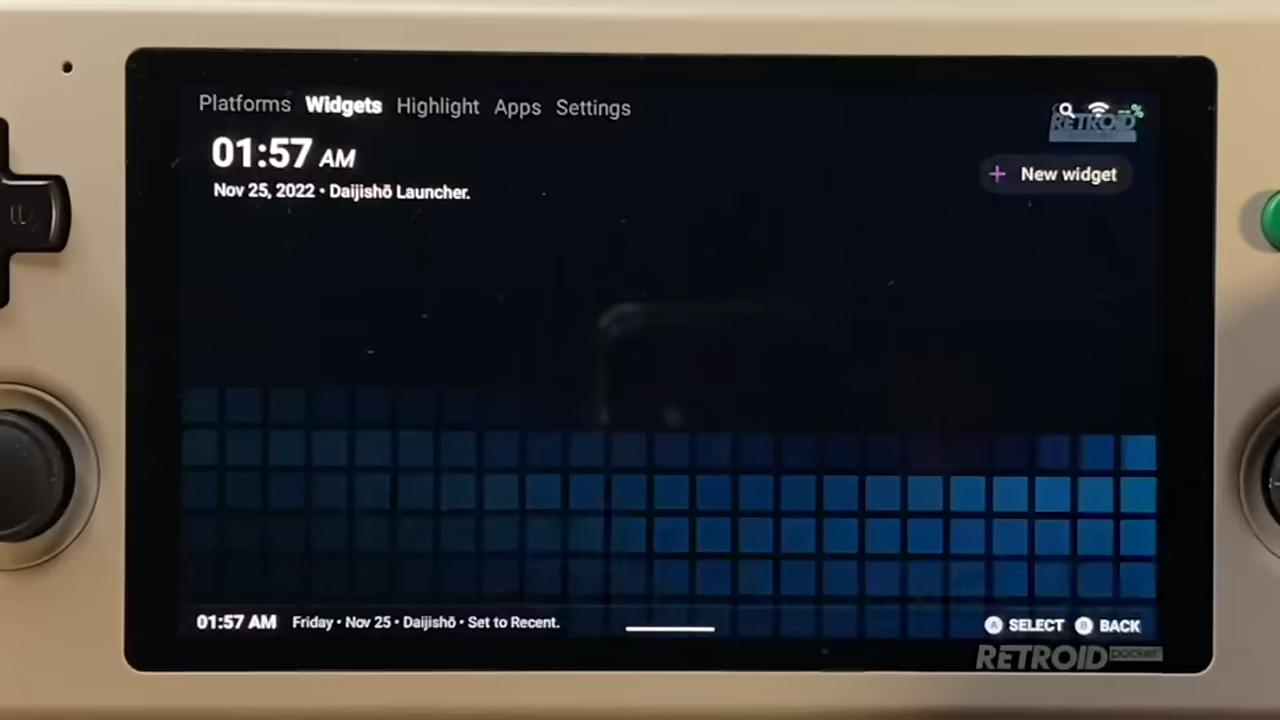 Platforms Widgets Highlight Apps Settings
RETROID
01:57 AM
Nov 25, 2022 • Daijishō Launcher.
+ New widget
01:57 AM Friday • Nov 25 • Daijishō • Set to Recent.
A SELECT B BACK
RETROID pocket